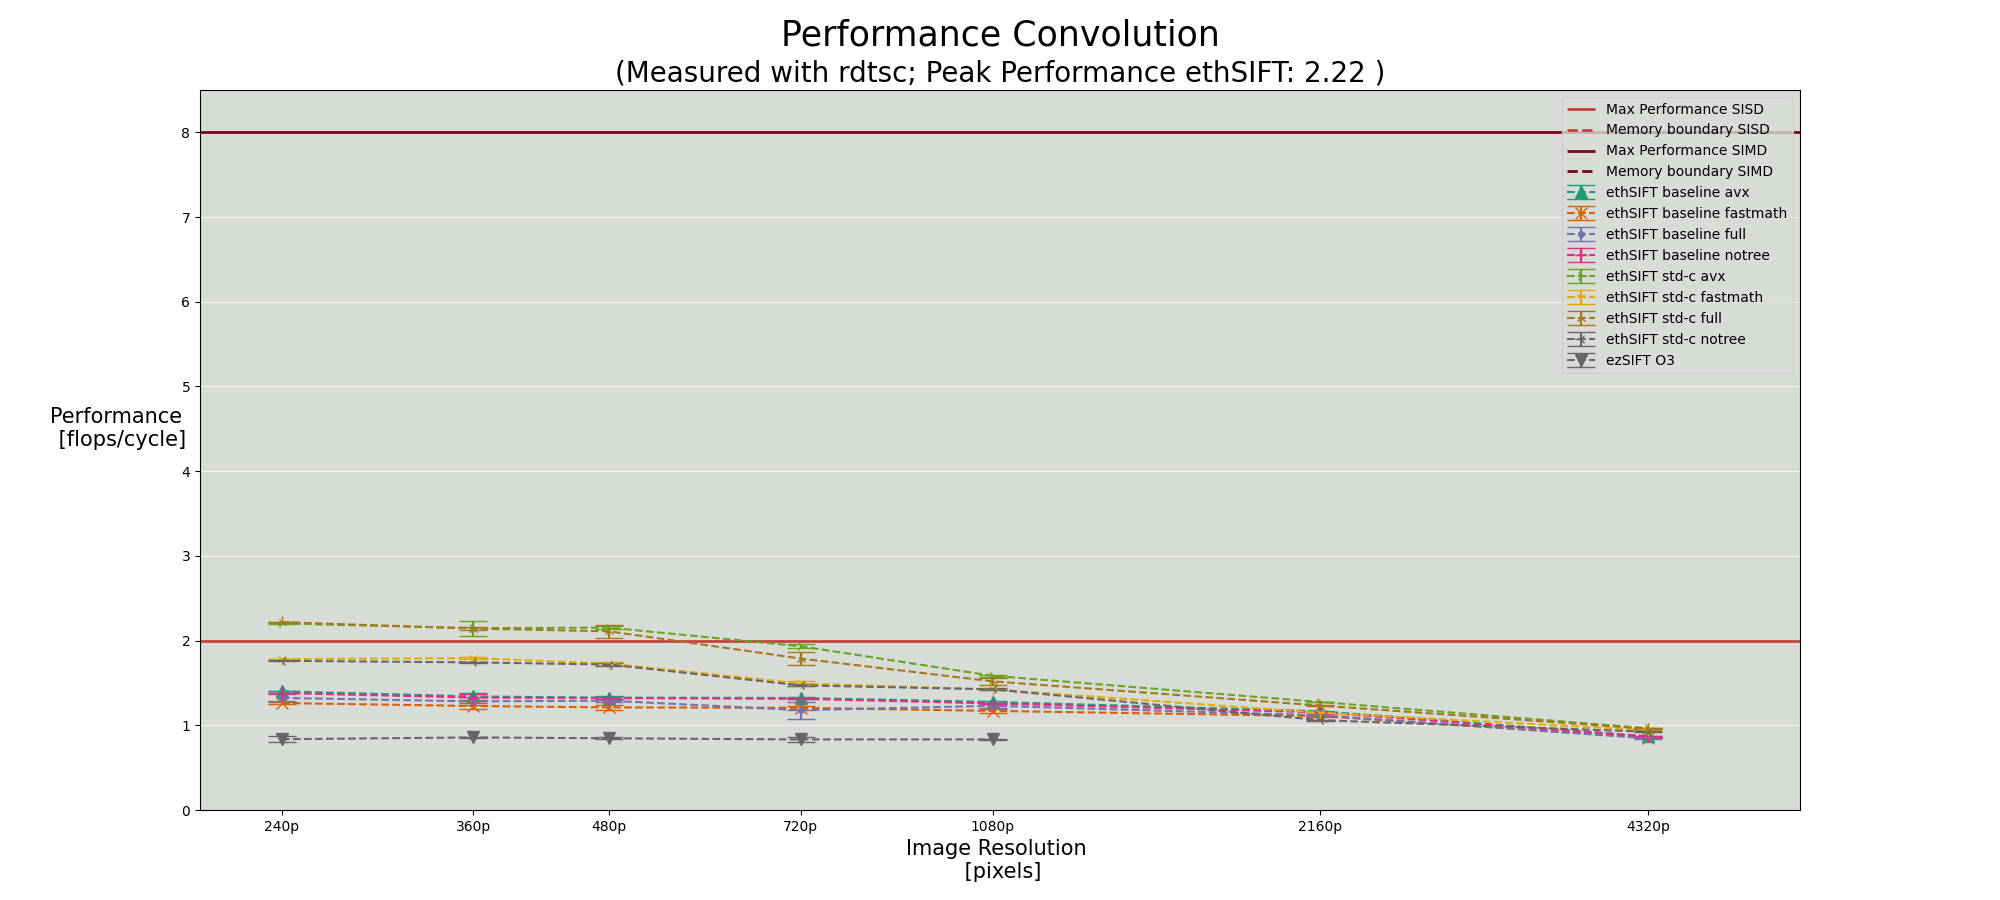 Performance Convolution
(Measured with rdtsc; Peak Performance ethSIFT: 2.22 )
Max Performance SISD
Memory boundary SISD
Max Performance SIMD
Memory boundary SIMD
ethSIFT baseline avx
ethSIFT baseline fastmath
ethSIFT baseline full
ethSIFT baseline notree
ethSIFT std-c avx
ethSIFT std-c fastmath
ethSIFT std-c full
ethSIFT std-c notree
ezSIFT O3
8
7
6
5
4
3
2
1
0
Performance
[flops/cycle]
240p
360p
480p
720p
1080p
2160p
4320p
Image Resolution
[pixels]